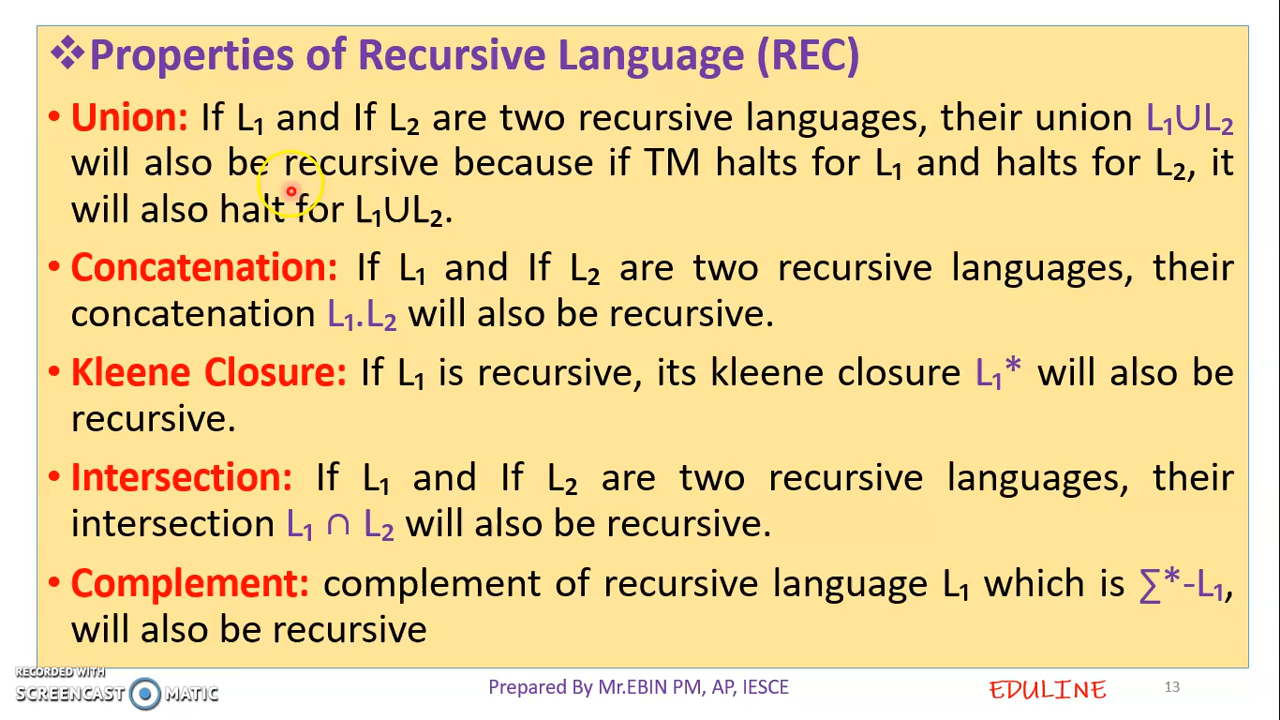 ❖Properties of Recursive Language (REC)
• Union: If L₁ and If L₂ are two recursive languages, their union L₁∪L₂
will also be recursive because if TM halts for L₁ and halts for L₂, it
will also halt for L₁∪L₂.
• Concatenation: If L₁ and If L₂ are two recursive languages, their
concatenation L₁.L₂ will also be recursive.
• Kleene Closure: If L₁ is recursive, its kleene closure L₁* will also be
recursive.
• Intersection: If L₁ and If L₂ are two recursive languages, their
intersection L₁ ∩ L₂ will also be recursive.
• Complement: complement of recursive language L₁ which is ∑*-L₁,
will also be recursive
RECORDED WITH
SCREENCAST MATIC
Prepared By Mr.EBIN PM, AP, IESCE
EDULINE
13